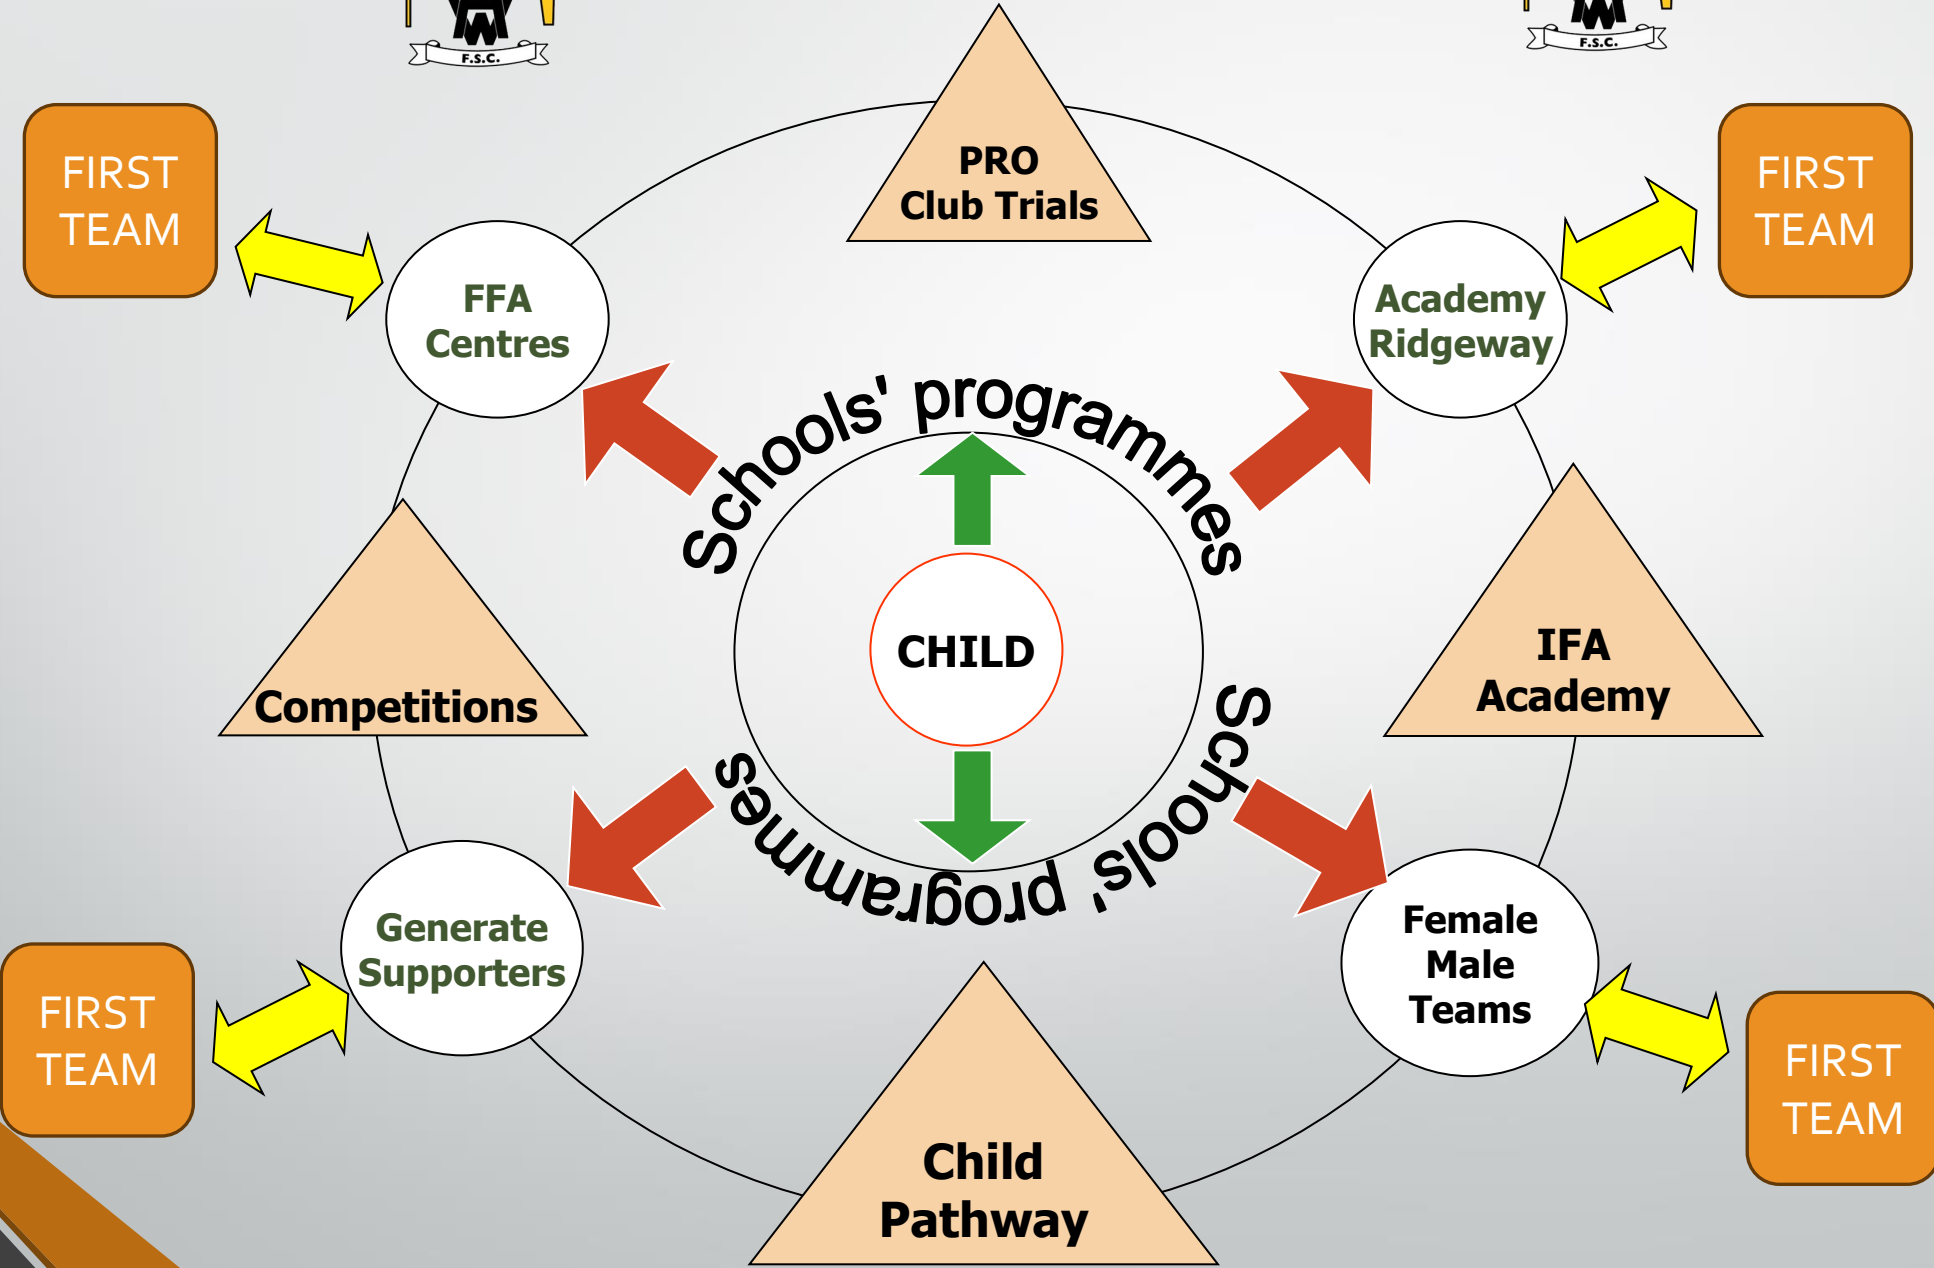 F.S.C.
F.S.C.
PRO
Club Trials
FIRST
TEAM
FIRST
TEAM
FFA
Centres
Academy
Ridgeway
Schools' programmes
CHILD
IFA
Academy
Competitions
Schools' programmes
Generate
Supporters
Female
Male
Teams
FIRST
TEAM
FIRST
TEAM
Child
Pathway